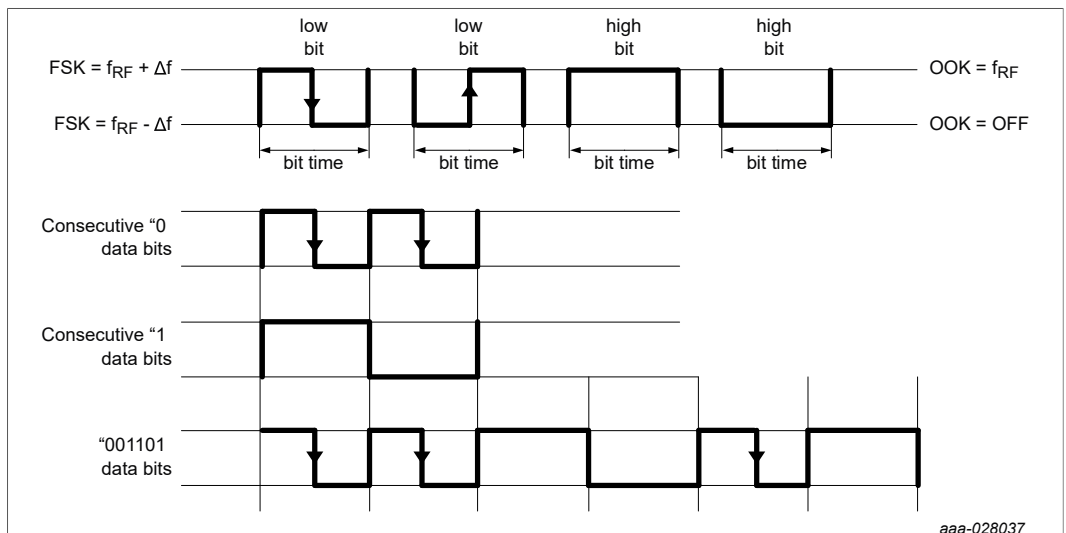 low low high high
bit bit bit bit
FSK = fRF + Δf OOK = fRF
FSK = fRF - Δf OOK = OFF
bit time bit time bit time bit time
Consecutive “0
data bits
Consecutive “1
data bits
“001101
data bits
aaa-028037